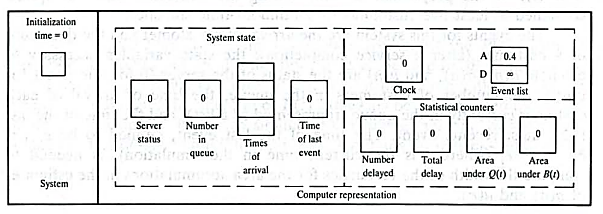 Initialization
time = 0
System
System state
0
Server
status
0
Number
in
queue
Times
of
arrival
0
Time
of last
event
0
Clock
A 0.4
D ∞
Event list
Statistical counters
0
Number
delayed
0
Total
delay
0
Area
under Q(t)
0
Area
under B(t)
Computer representation